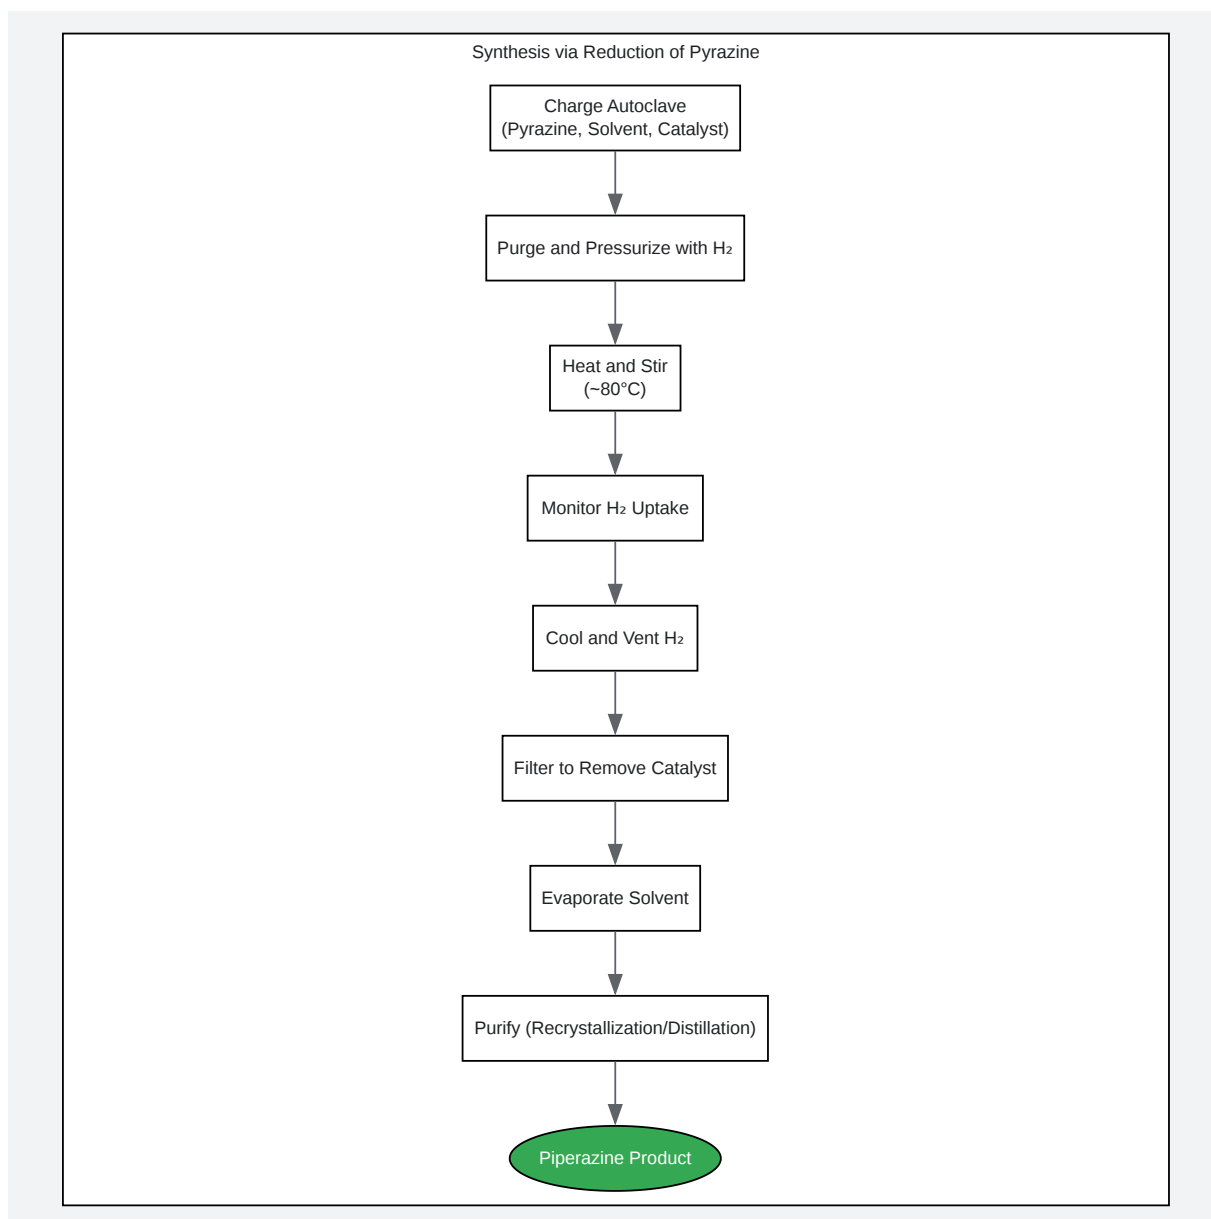 Synthesis via Reduction of Pyrazine
Charge Autoclave
(Pyrazine, Solvent, Catalyst)
Purge and Pressurize with H₂
Heat and Stir
(~80°C)
Monitor H₂ Uptake
Cool and Vent H₂
Filter to Remove Catalyst
Evaporate Solvent
Purify (Recrystallization/Distillation)
Piperazine Product